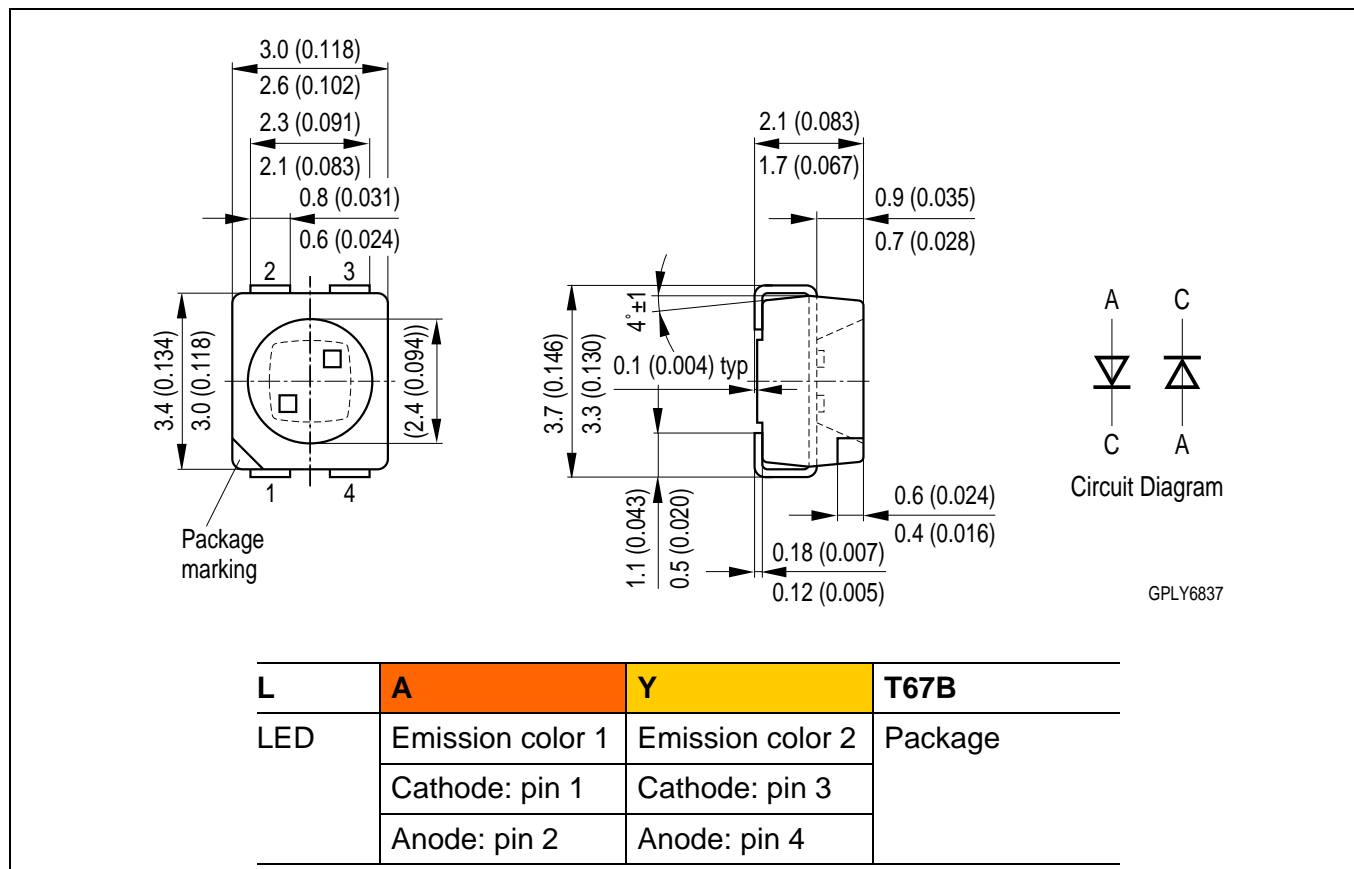 3.0 (0.118)
2.6 (0.102)
2.3 (0.091)
2.1 (0.083)
0.8 (0.031)
0.6 (0.024)
2
3
3.4 (0.134)
3.0 (0.118)
(2.4 (0.094))
1
4
Package
marking
2.1 (0.083)
1.7 (0.067)
0.9 (0.035)
0.7 (0.028)
4˚±1
0.1 (0.004) typ
3.7 (0.146)
3.3 (0.130)
1.1 (0.043)
0.5 (0.020)
0.6 (0.024)
0.4 (0.016)
0.18 (0.007)
0.12 (0.005)
A C
C A
Circuit Diagram
GPLY6837
L A Y T67B
LED Emission color 1 Emission color 2 Package
Cathode: pin 1 Cathode: pin 3
Anode: pin 2 Anode: pin 4